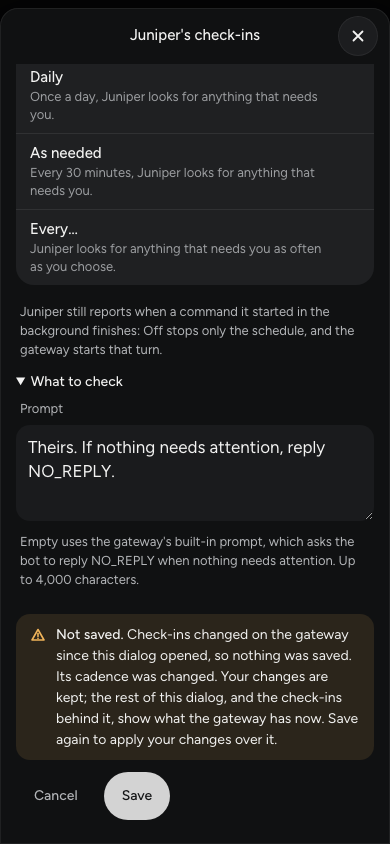 Juniper's check-ins
Daily
Once a day, Juniper looks for anything that needs
you.
As needed
Every 30 minutes, Juniper looks for anything that
needs you.
Every...
Juniper looks for anything that needs you as often
as you choose.
Juniper still reports when a command it started in the
background finishes: Off stops only the schedule, and the
gateway starts that turn.
▼ What to check
Prompt
Theirs. If nothing needs attention, reply
NO_REPLY.
Empty uses the gateway's built-in prompt, which asks the
bot to reply NO_REPLY when nothing needs attention. Up
to 4,000 characters.
Not saved. Check-ins changed on the gateway
since this dialog opened, so nothing was saved.
Its cadence was changed. Your changes are
kept; the rest of this dialog, and the check-ins
behind it, show what the gateway has now. Save
again to apply your changes over it.
Cancel
Save